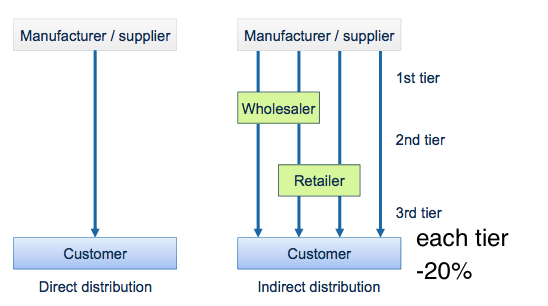 Manufacturer / supplier
Manufacturer / supplier
1st tier
Wholesaler
2nd tier
Retailer
3rd tier
Customer
Customer
each tier
-20%
Direct distribution
Indirect distribution